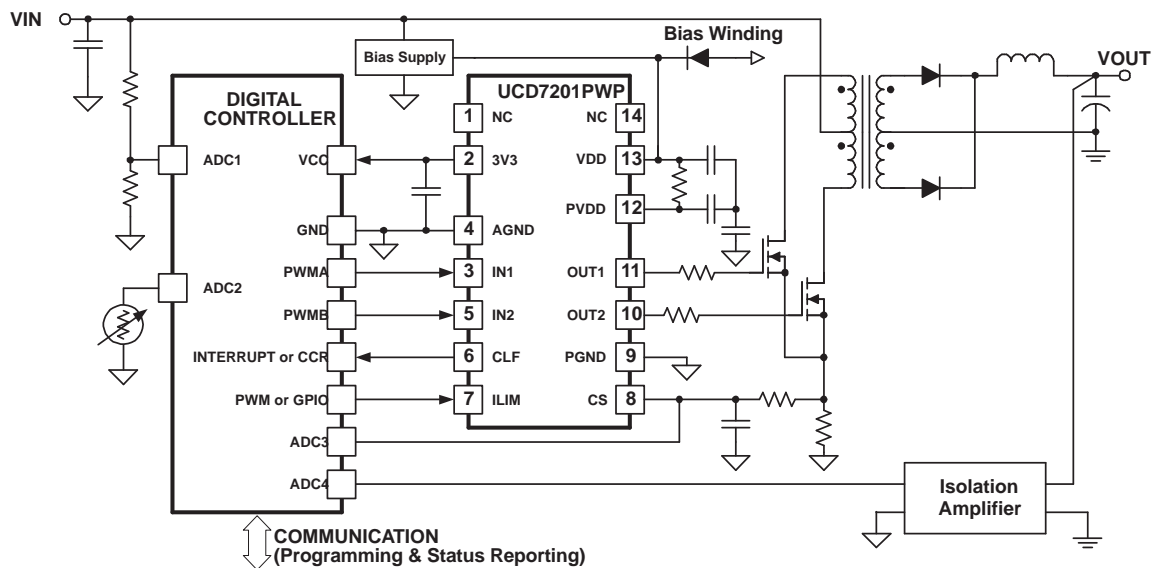 VIN
Bias Winding
Bias Supply
VOUT
DIGITAL
CONTROLLER
UCD7201PWP
1 NC
NC 14
ADC1
VCC
2 3V3
VDD 13
PVDD 12
GND
4 AGND
ADC2
PWMA
3 IN1
OUT1 11
PWMB
5 IN2
OUT2 10
INTERRUPT or CCR
6 CLF
PGND 9
PWM or GPIO
7 ILIM
CS 8
ADC3
ADC4
Isolation
Amplifier
COMMUNICATION
(Programming & Status Reporting)